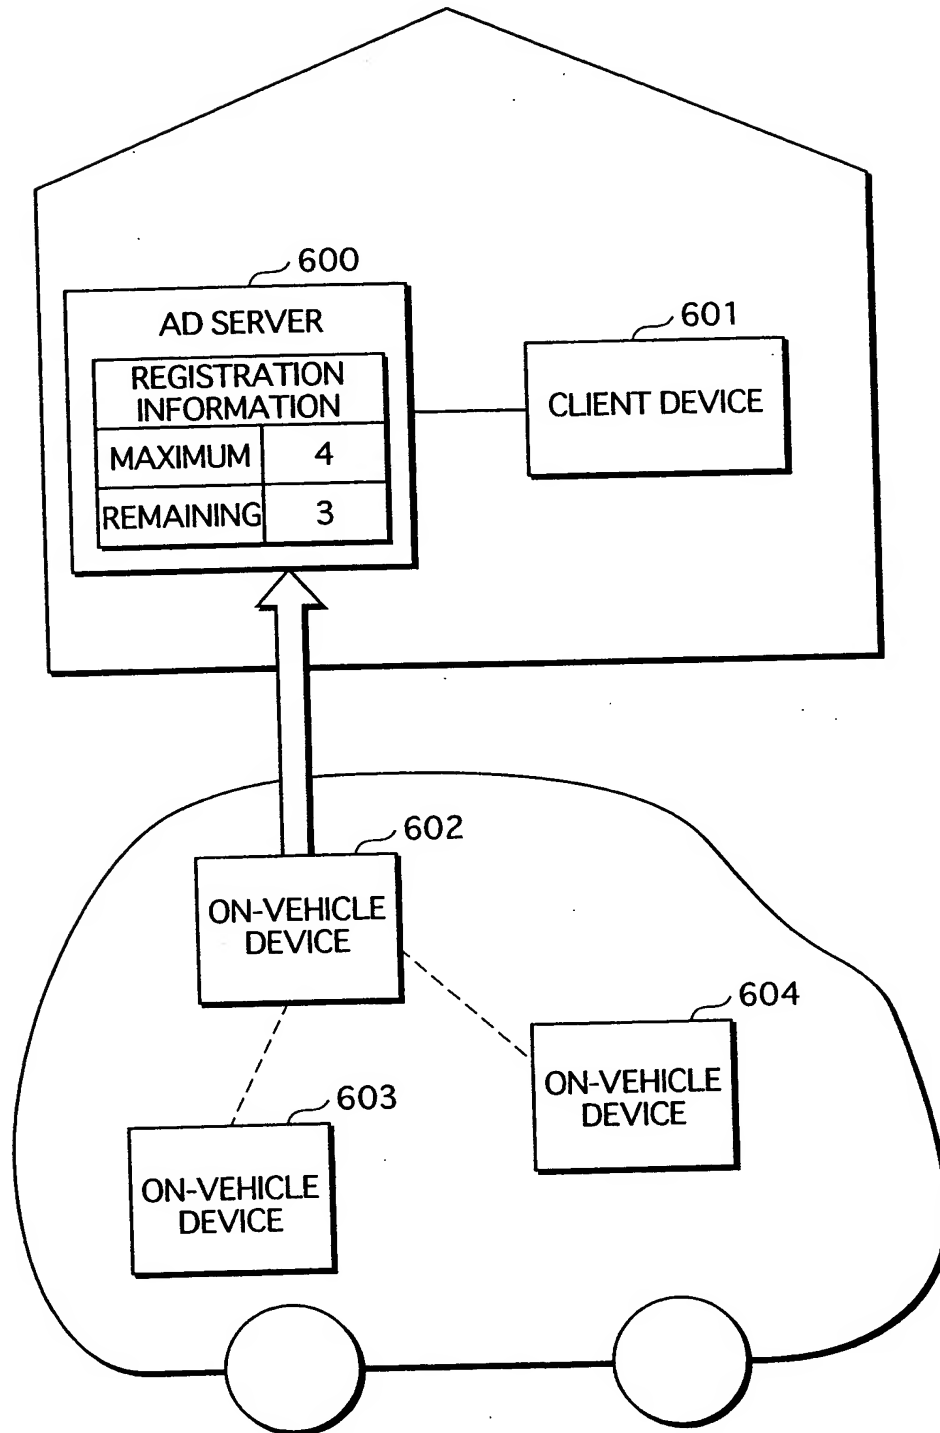 600
AD SERVER
REGISTRATION
INFORMATION
MAXIMUM 4
REMAINING 3
601
CLIENT DEVICE
602
ON-VEHICLE
DEVICE
604
ON-VEHICLE
DEVICE
603
ON-VEHICLE
DEVICE